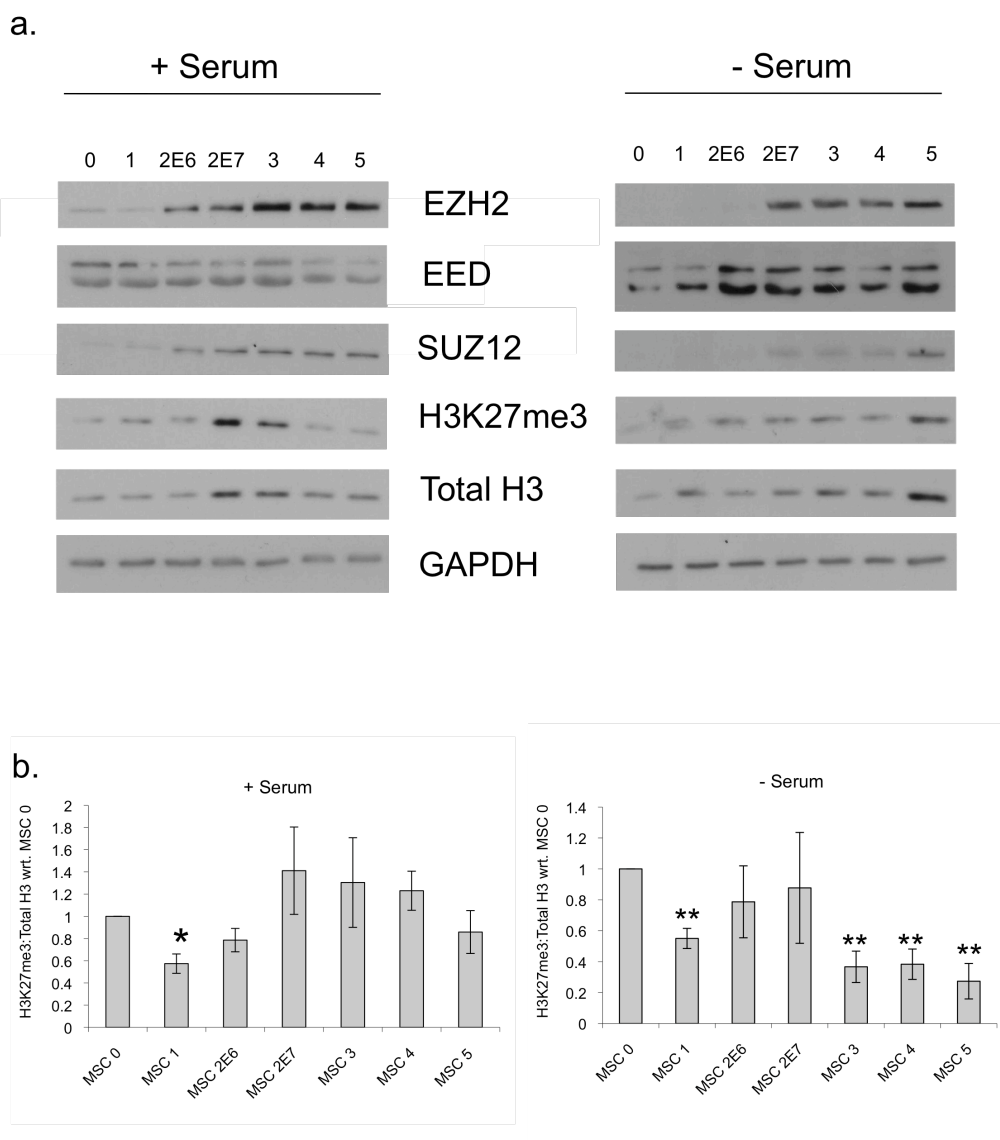 a.
+ Serum
- Serum
0 1 2E6 2E7 3 4 5
0 1 2E6 2E7 3 4 5
EZH2
EED
SUZ12
H3K27me3
Total H3
GAPDH
b.
+ Serum
H3K27me3:Total H3 wrt. MSC 0
2
1.8
1.6
1.4
1.2
1
0.8
0.6
0.4
0.2
0
*
MSC 0
MSC 1
MSC 2E6
MSC 2E7
MSC 3
MSC 4
MSC 5
- Serum
H3K27me3:Total H3 wrt. MSC 0
1.4
1.2
1
0.8
0.6
0.4
0.2
0
**
**
**
**
MSC 0
MSC 1
MSC 2E6
MSC 2E7
MSC 3
MSC 4
MSC 5